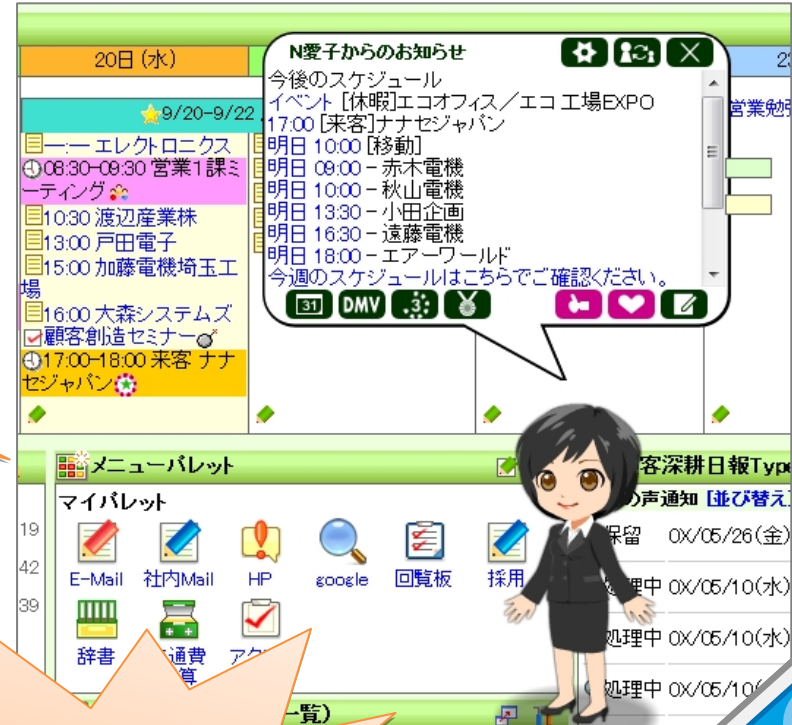 20日(水)
9/20-9/22
―:― エレクトロニクス
08:30-09:30 営業1課ミ
ーティング
10:30 渡辺産業株
13:00 戸田電子
15:00 加藤電機埼玉工
場
16:00 大森システムズ
顧客創造セミナー
17:00-18:00 来客 ナナ
セジャパン
N愛子からのお知らせ
今後のスケジュール
イベント [休暇]エコオフィス/エコ工場EXPO
17:00 [来客]ナナセジャパン
明日 10:00 [移動]
明日 09:00 - 赤木電機
明日 10:00 - 秋山電機
明日 13:30 - 小田企画
明日 16:30 - 遠藤電機
明日 18:00 - エアーワールド
今週のスケジュールはこちらでご確認ください。
31 DMV 3
2
営業勉
メニューパレット
マイパレット
E-Mail 社内Mail HP google 回覧板 採用
辞書 通費
19
42
39
客深耕日報Type
の声通知 [並び替え]
保留 0X/05/26(金)
処理中 0X/05/10(水)
処理中 0X/05/10(水)
処理中 0X/05/10
一覧)